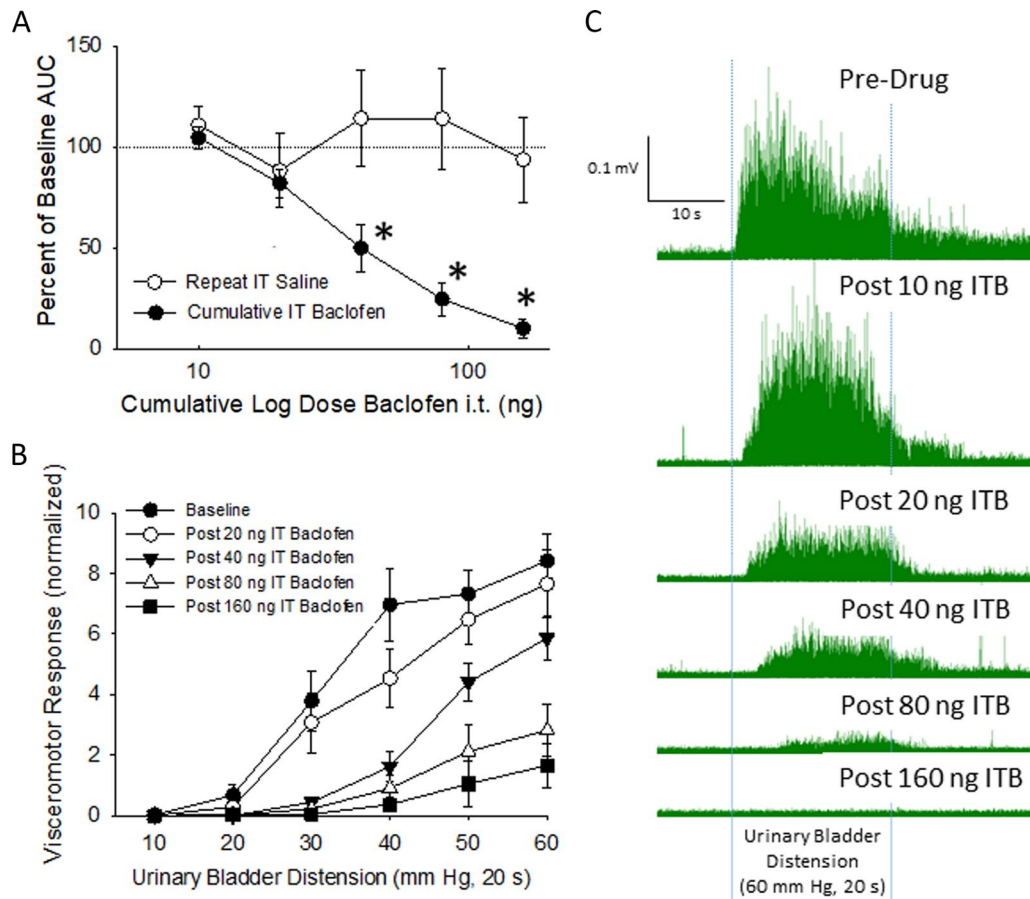 A
150
100
50
0
Percent of Baseline AUC
Repeat IT Saline
Cumulative IT Baclofen
*
*
*
10
100
Cumulative Log Dose Baclofen i.t. (ng)
B
10
8
6
4
2
0
Visceromotor Response (normalized)
Baseline
Post 20 ng IT Baclofen
Post 40 ng IT Baclofen
Post 80 ng IT Baclofen
Post 160 ng IT Baclofen
10
20
30
40
50
60
Urinary Bladder Distension (mm Hg, 20 s)
C
Pre-Drug
0.1 mV
10 s
Post 10 ng ITB
Post 20 ng ITB
Post 40 ng ITB
Post 80 ng ITB
Post 160 ng ITB
Urinary Bladder
Distension
(60 mm Hg, 20 s)